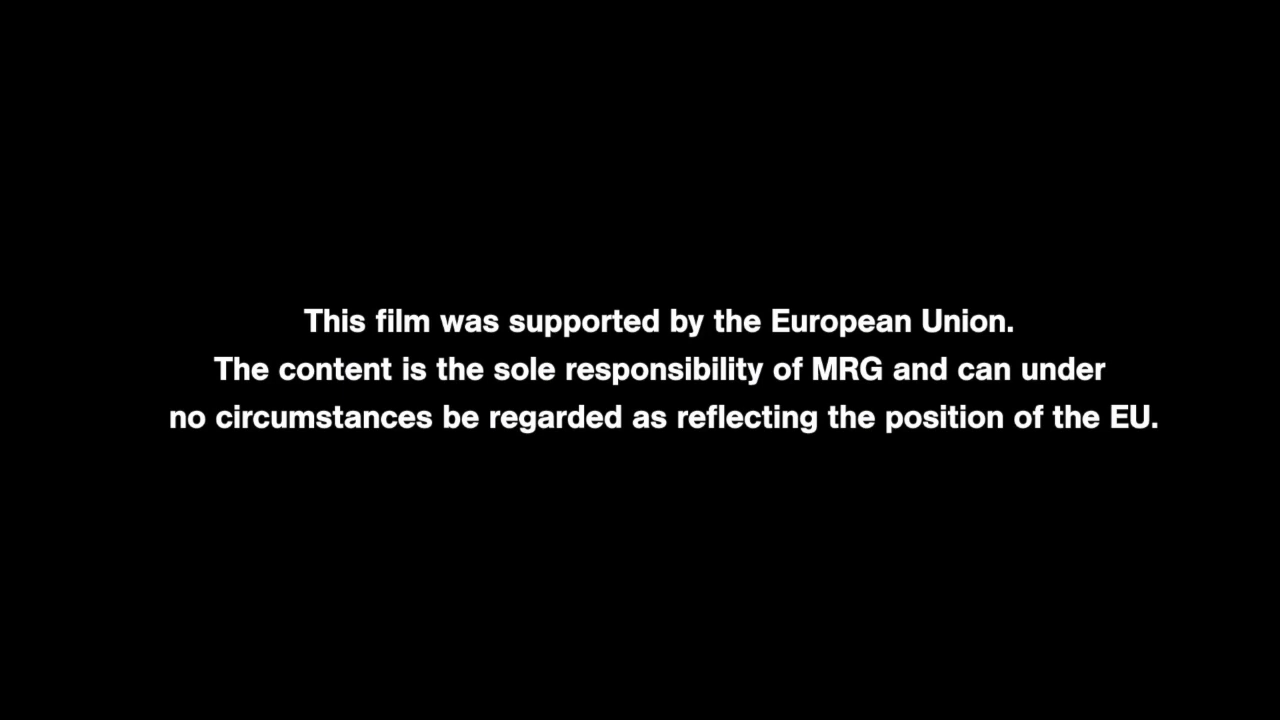 This film was supported by the European Union.
The content is the sole responsibility of MRG and can under
no circumstances be regarded as reflecting the position of the EU.